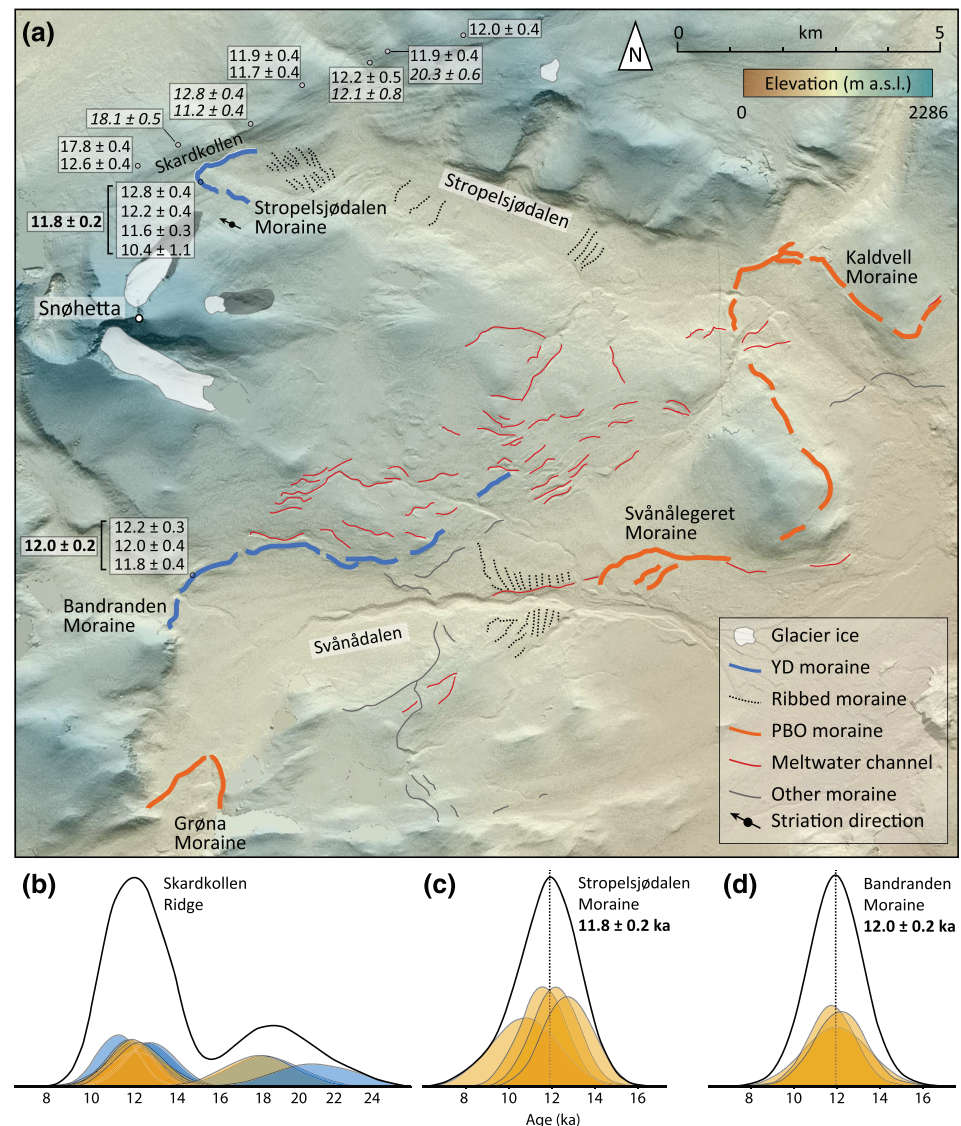 (a)
12.0 ± 0.4
11.9 ± 0.4
11.7 ± 0.4
11.9 ± 0.4
20.3 ± 0.6
12.2 ± 0.5
12.1 ± 0.8
12.8 ± 0.4
11.2 ± 0.4
18.1 ± 0.5
17.8 ± 0.4
12.6 ± 0.4
N
0 km 5
Elevation (m a.s.l.)
0 2286
Skardkollen
12.8 ± 0.4
12.2 ± 0.4
11.6 ± 0.3
10.4 ± 1.1
11.8 ± 0.2
Stropelsjødalen
Moraine
Stropelsjødalen
Kaldvell
Moraine
Snøhetta
12.2 ± 0.3
12.0 ± 0.4
11.8 ± 0.4
12.0 ± 0.2
Svånålegeret
Moraine
Bandranden
Moraine
Svånådalen
Grøna
Moraine
Glacier ice
YD moraine
Ribbed moraine
PBO moraine
Meltwater channel
Other moraine
Striation direction
(b)
Skardkollen
Ridge
8 10 12 14 16 18 20 22 24
(c)
Stropelsjødalen
Moraine
11.8 ± 0.2 ka
8 10 12 14 16
Age (ka)
(d)
Bandranden
Moraine
12.0 ± 0.2 ka
8 10 12 14 16